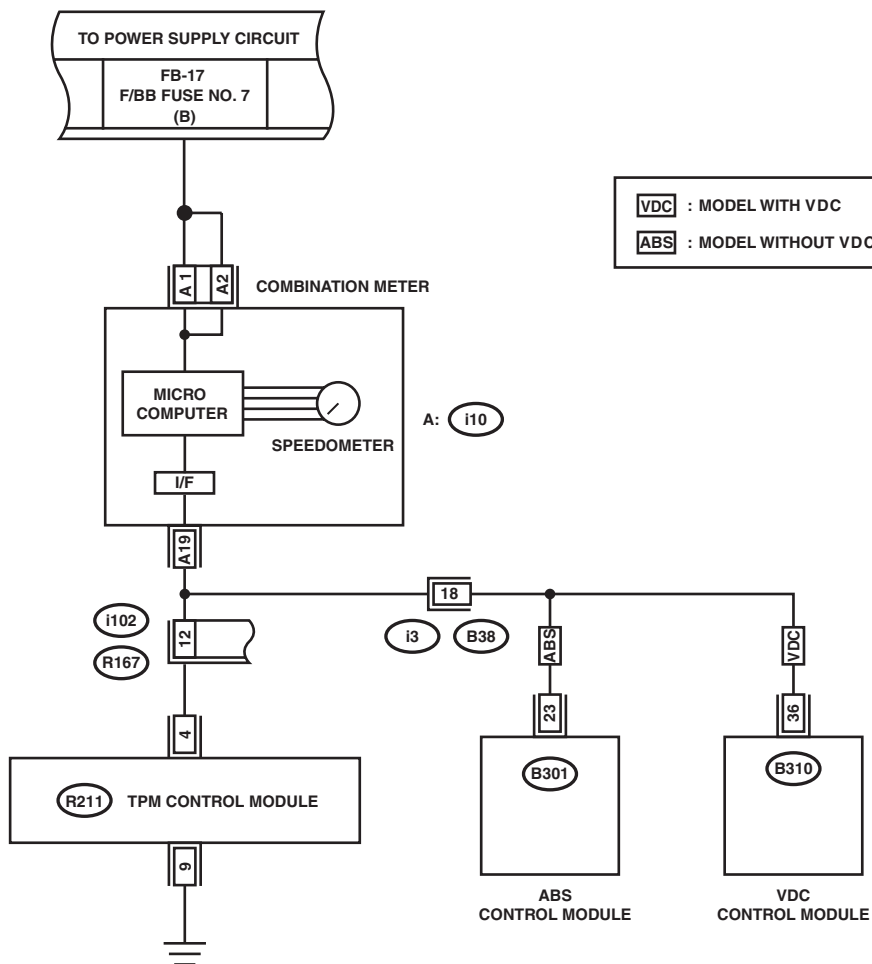 TO POWER SUPPLY CIRCUIT
FB-17
F/BB FUSE NO. 7
(B)
VDC : MODEL WITH VDC
ABS : MODEL WITHOUT VDC
A1 A2
COMBINATION METER
MICRO
COMPUTER
SPEEDOMETER
A: i10
I/F
A19
i102
R167
12
18
i3 B38
ABS
VDC
4
23
36
R211 TPM CONTROL MODULE
B301
B310
9
ABS
CONTROL MODULE
VDC
CONTROL MODULE